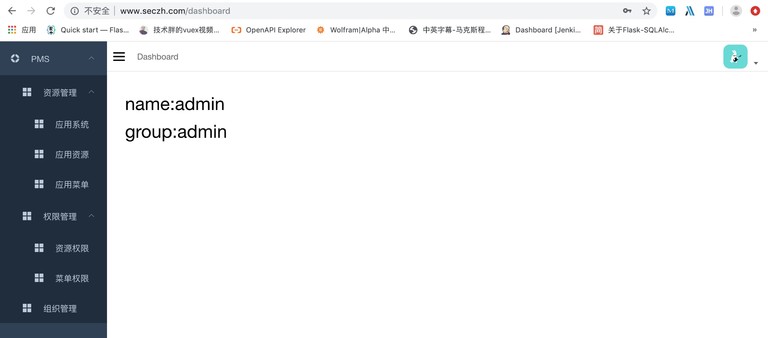 不安全 www.seczh.com/dashboard
应用 Quick start — Flas... 技术胖的vuex视频... OpenAPI Explorer Wolfram|Alpha 中... 中英字幕-马克斯程... Dashboard [Jenki... 简 关于Flask-SQLAlc... »
PMS
Dashboard
资源管理
name:admin
应用系统
group:admin
应用资源
应用菜单
权限管理
资源权限
菜单权限
组织管理